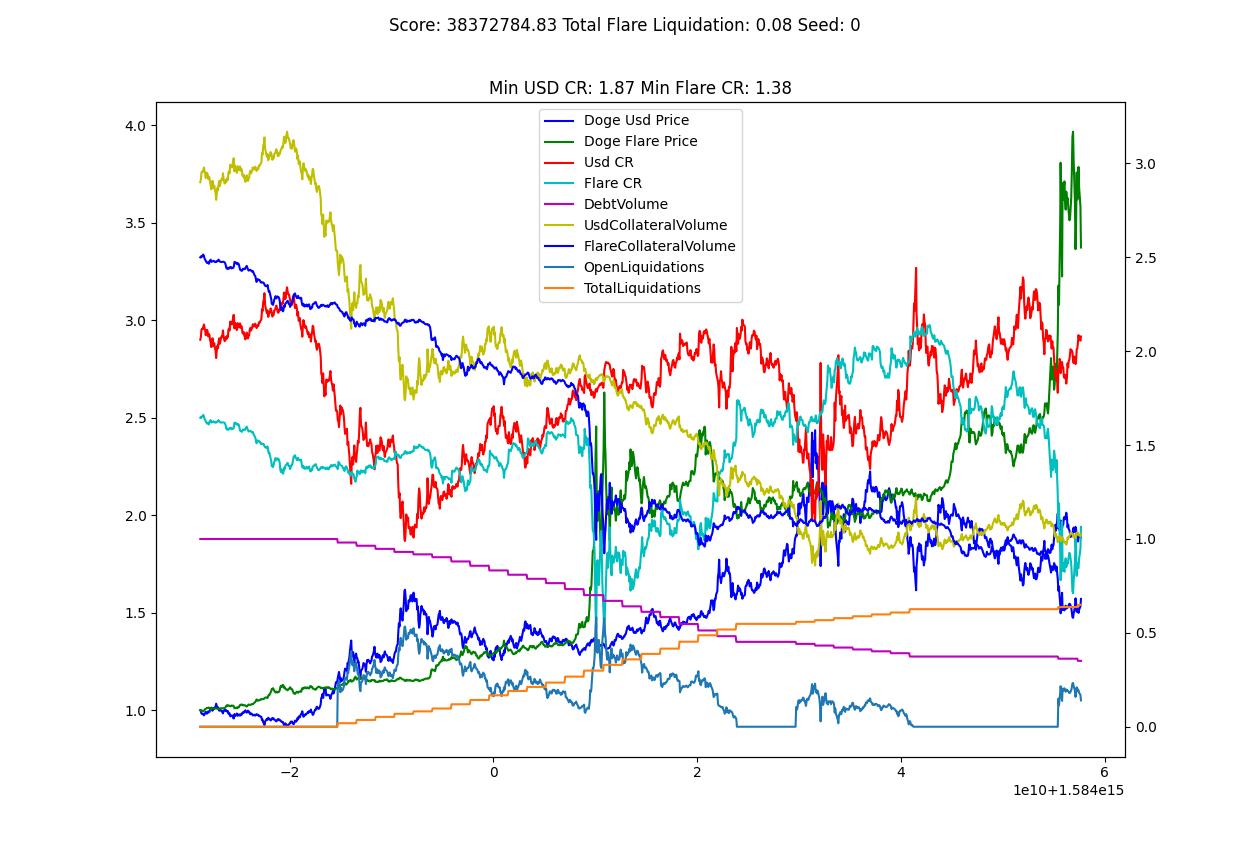 Score: 38372784.83 Total Flare Liquidation: 0.08 Seed: 0
Min USD CR: 1.87 Min Flare CR: 1.38
Doge Usd Price
Doge Flare Price
Usd CR
Flare CR
DebtVolume
UsdCollateralVolume
FlareCollateralVolume
OpenLiquidations
TotalLiquidations
4.0
3.5
3.0
2.5
2.0
1.5
1.0
3.0
2.5
2.0
1.5
1.0
0.5
0.0
−2
0
2
4
6
1e10+1.584e15